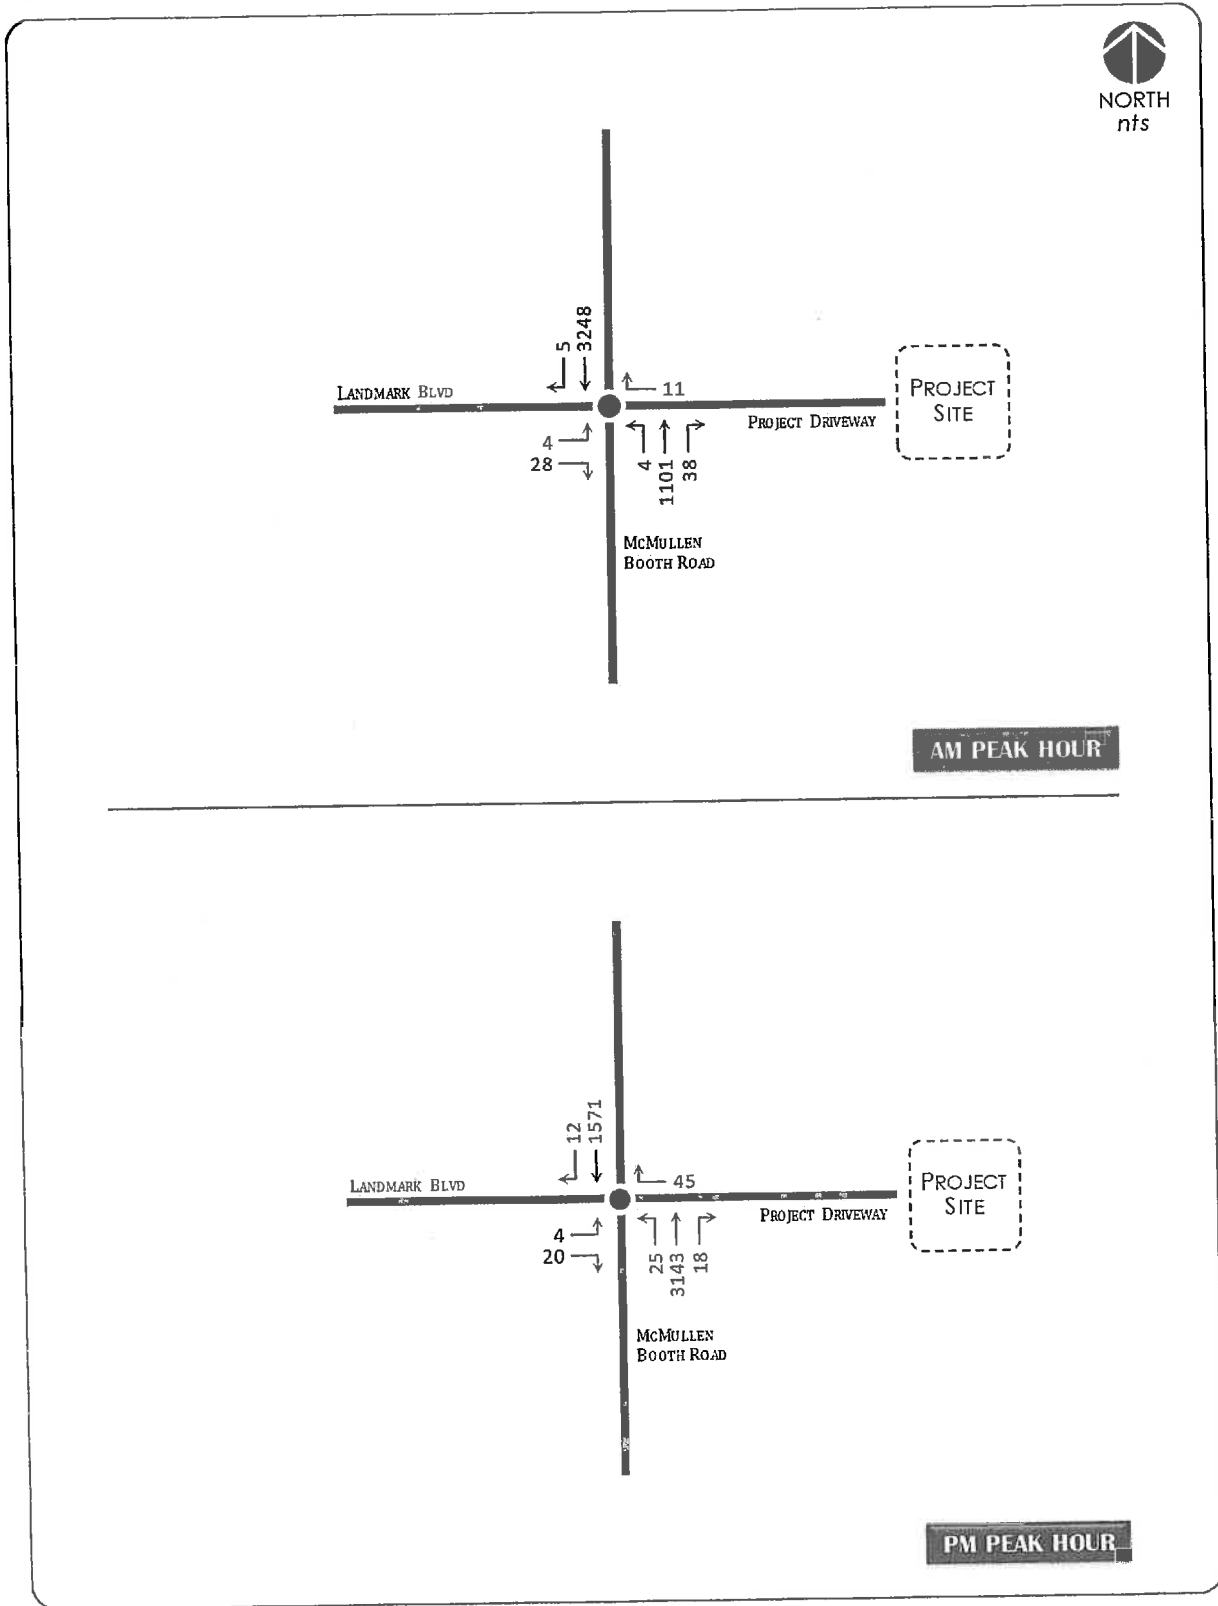 NORTH
nts
5
3248
LANDMARK BLVD
11
PROJECT
SITE
PROJECT DRIVEWAY
4
28
4
1101
38
MCMULLEN
BOOTH ROAD
AM PEAK HOUR
12
1571
LANDMARK BLVD
45
PROJECT
SITE
PROJECT DRIVEWAY
4
20
25
3143
18
MCMULLEN
BOOTH ROAD
PM PEAK HOUR